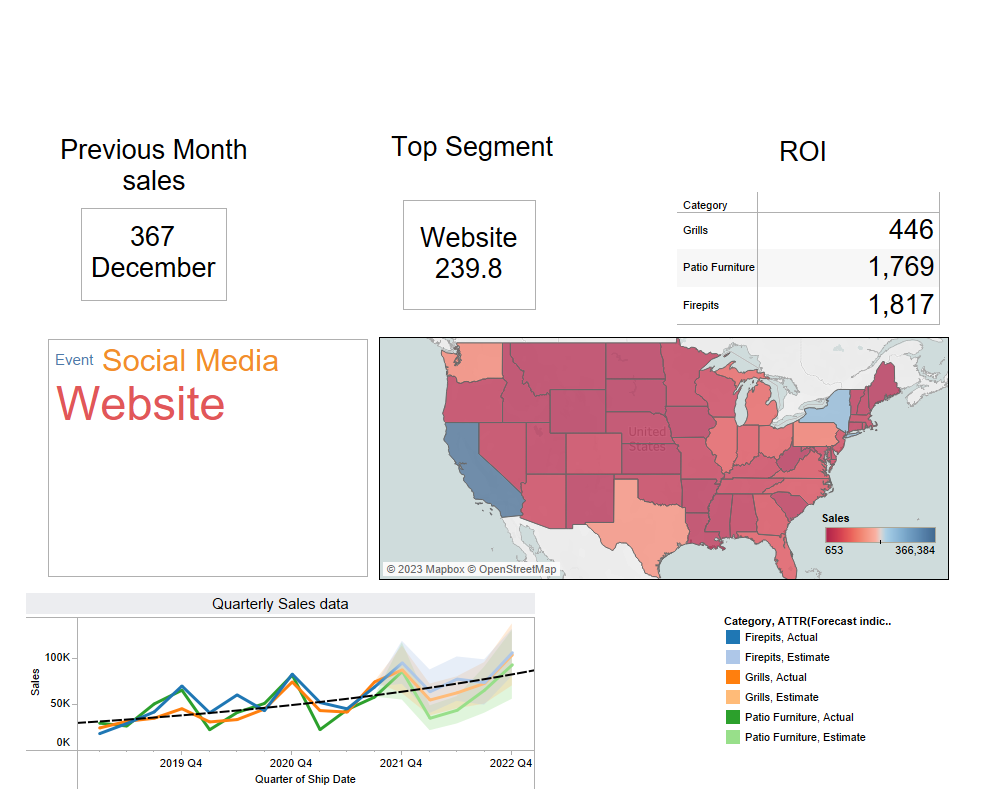 Previous Month
sales
Top Segment
ROI
367
December
Website
239.8
Category
Grills 446
Patio Furniture 1,769
Firepits 1,817
Event Social Media
Website
United
States
Sales
653 366,384
© 2023 Mapbox © OpenStreetMap
Quarterly Sales data
Sales
100K
50K
0K
2019 Q4 2020 Q4 2021 Q4 2022 Q4
Quarter of Ship Date
Category, ATTR(Forecast indic..
Firepits, Actual
Firepits, Estimate
Grills, Actual
Grills, Estimate
Patio Furniture, Actual
Patio Furniture, Estimate